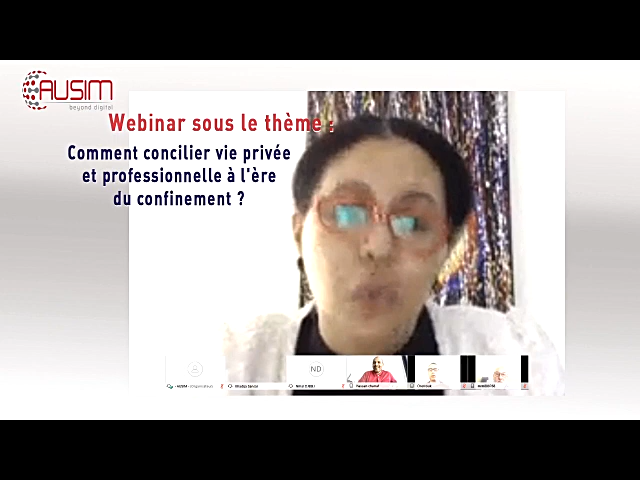 AUSIM
beyond digital
Webinar sous le thème :
Comment concilier vie privée
et professionnelle à l'ère
du confinement ?
ND